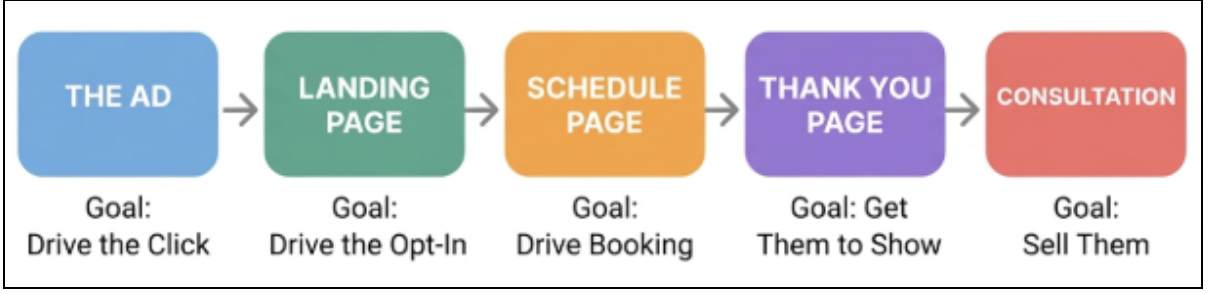 THE AD
LANDING
PAGE
SCHEDULE
PAGE
THANK YOU
PAGE
CONSULTATION
Goal:
Drive the Click
Goal:
Drive the Opt-In
Goal:
Drive Booking
Goal: Get
Them to Show
Goal:
Sell Them